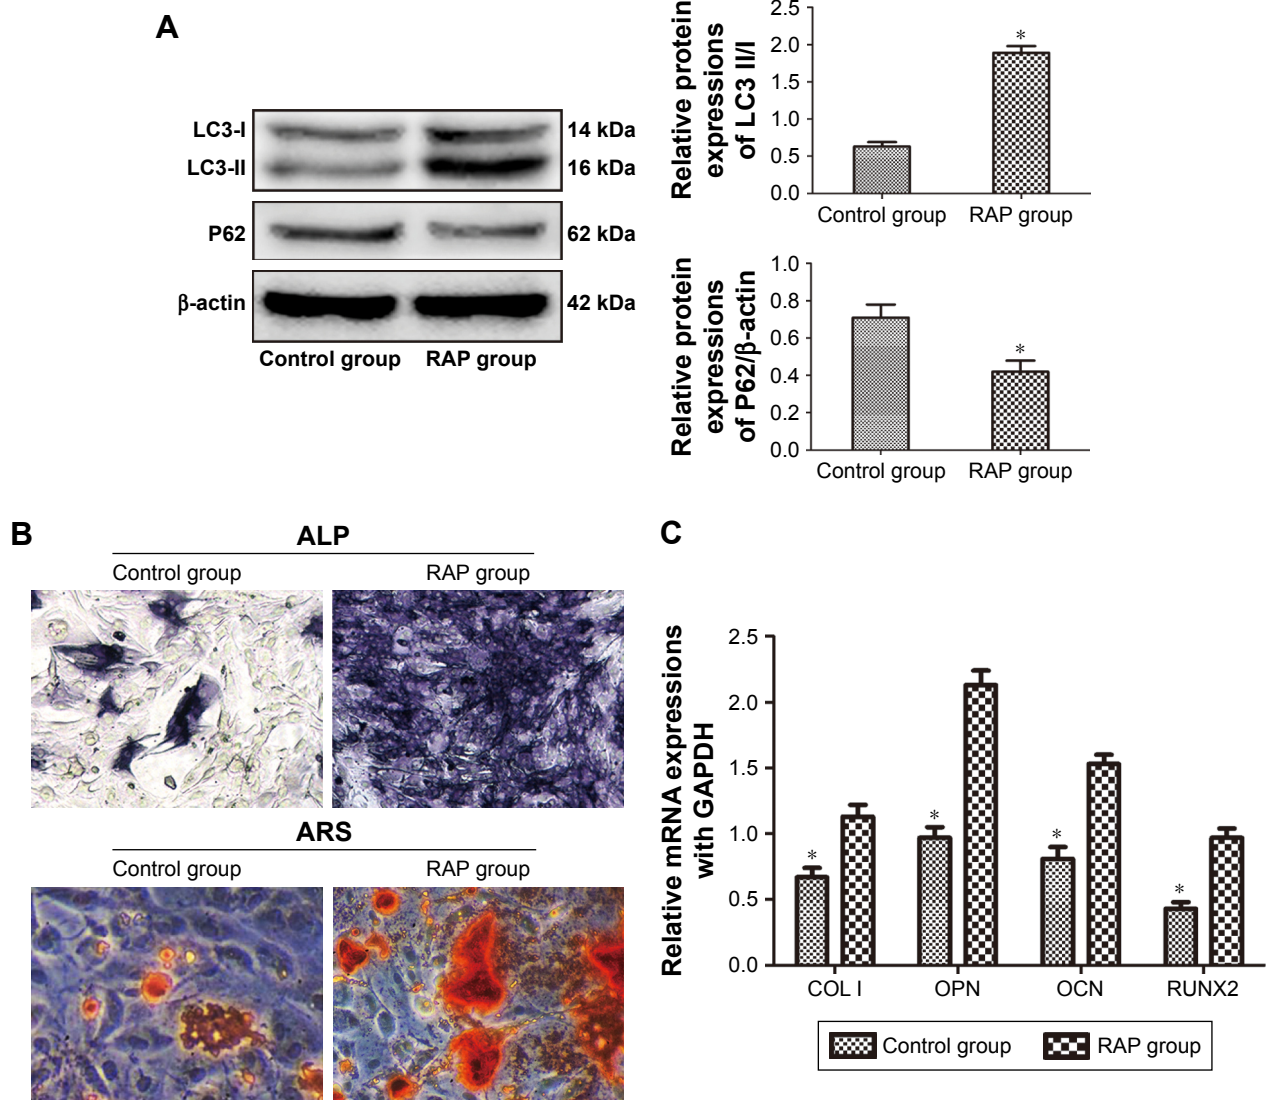 A
LC3-I
14 kDa
LC3-II
16 kDa
P62
62 kDa
β-actin
42 kDa
Control group
RAP group
Relative protein
expressions
of LC3 II/I
2.5
2.0
1.5
1.0
0.5
0.0
*
Control group
RAP group
Relative protein
expressions
of P62/β-actin
1.0
0.8
0.6
0.4
0.2
0.0
*
Control group
RAP group
B
ALP
Control group
RAP group
ARS
Control group
RAP group
C
Relative mRNA expressions
with GAPDH
2.5
2.0
1.5
1.0
0.5
0.0
*
*
*
*
COL I
OPN
OCN
RUNX2
Control group
RAP group